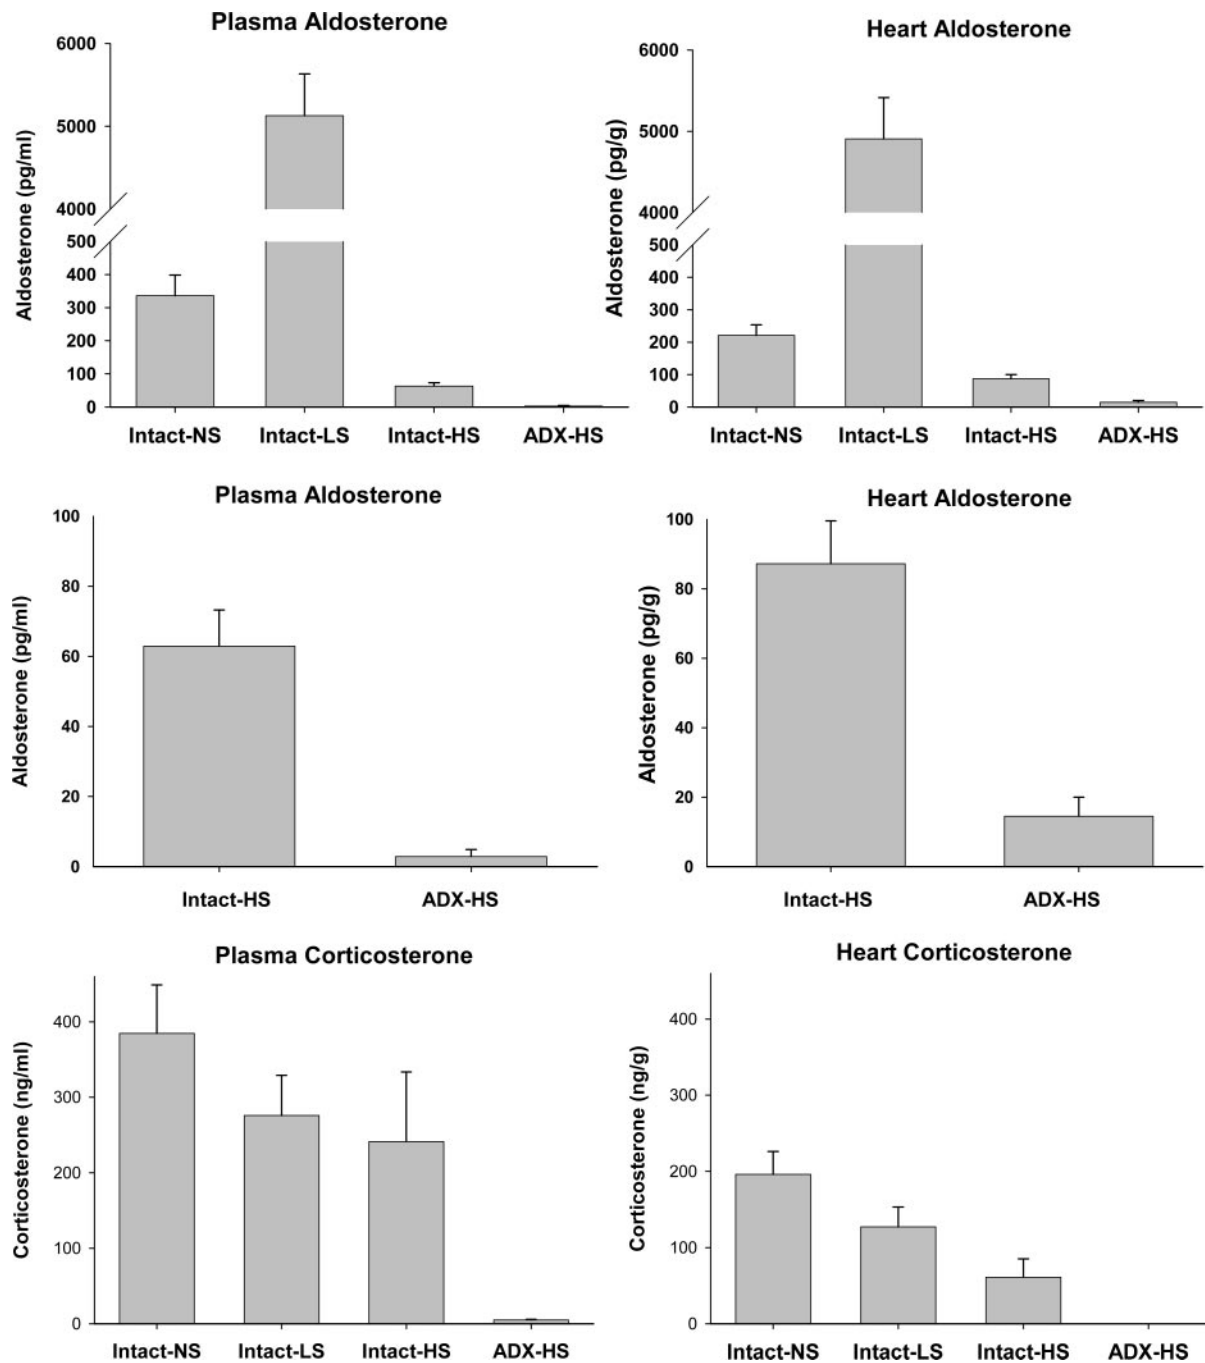 Plasma Aldosterone
Aldosterone (pg/ml)
6000
5000
4000
500
400
300
200
100
0
Intact-NS Intact-LS Intact-HS ADX-HS
Heart Aldosterone
Aldosterone (pg/g)
6000
5000
4000
500
400
300
200
100
0
Intact-NS Intact-LS Intact-HS ADX-HS
Plasma Aldosterone
Aldosterone (pg/ml)
100
80
60
40
20
0
Intact-HS ADX-HS
Heart Aldosterone
Aldosterone (pg/g)
100
80
60
40
20
0
Intact-HS ADX-HS
Plasma Corticosterone
Corticosterone (ng/ml)
400
300
200
100
0
Intact-NS Intact-LS Intact-HS ADX-HS
Heart Corticosterone
Corticosterone (ng/g)
400
300
200
100
0
Intact-NS Intact-LS Intact-HS ADX-HS